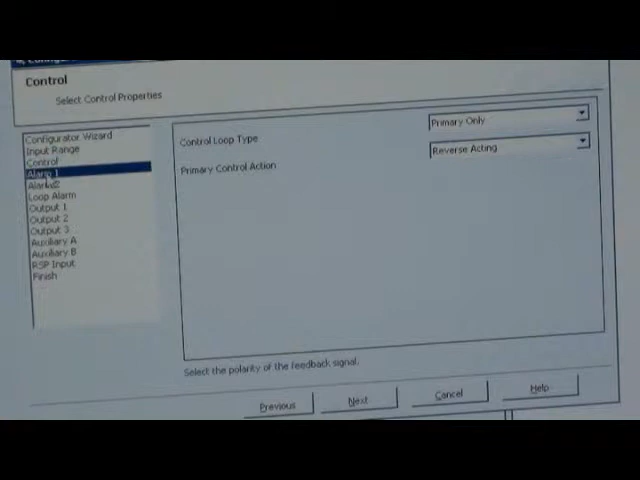 Control
Select Control Properties
Configurator Wizard
Input Range
Control
Alarm 1
Alarm 2
Loop Alarm
Output 1
Output 2
Output 3
Auxiliary A
Auxiliary B
RSP Input
Finish
Control Loop Type
Primary Only
Primary Control Action
Reverse Acting
Select the polarity of the feedback signal.
Previous
Next
Cancel
Help